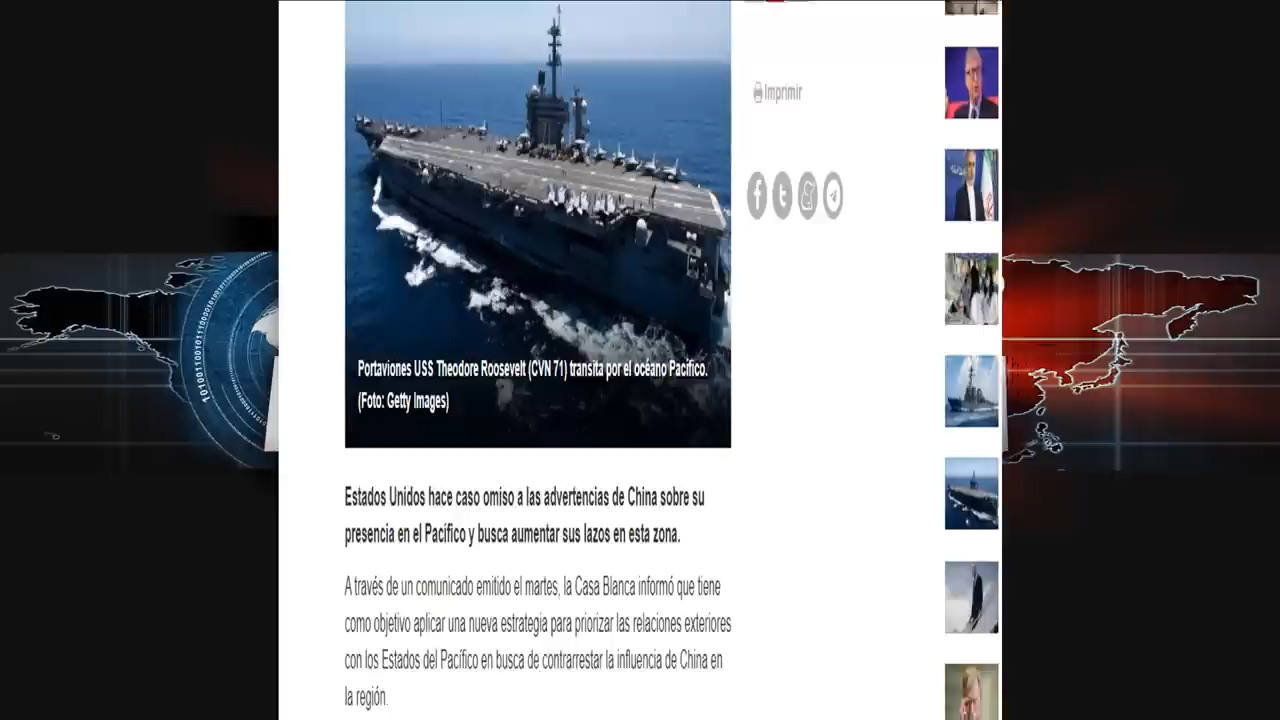 Imprimir
Portaviones USS Theodore Roosevelt (CVN 71) transita por el océano Pacífico.
(Foto: Getty Images)
Estados Unidos hace caso omiso a las advertencias de China sobre su
presencia en el Pacífico y busca aumentar sus lazos en esta zona.
A través de un comunicado emitido el martes, la Casa Blanca informó que tiene
como objetivo aplicar una nueva estrategia para priorizar las relaciones exteriores
con los Estados del Pacífico en busca de contrarrestar la influencia de China en
la región.